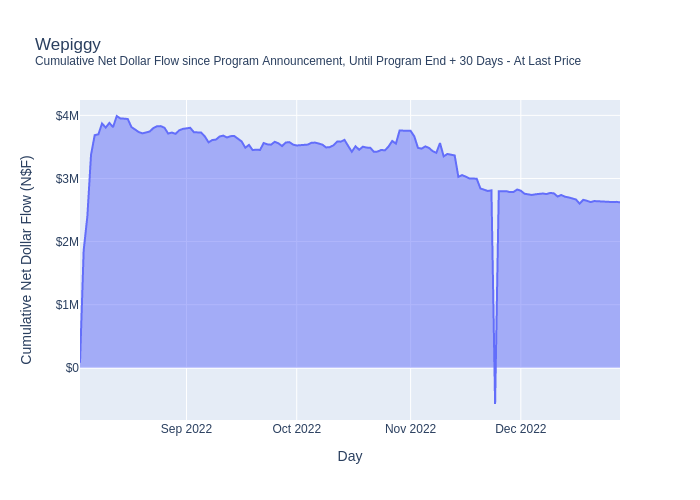 Wepiggy
Cumulative Net Dollar Flow since Program Announcement, Until Program End + 30 Days - At Last Price
Cumulative Net Dollar Flow (N$F)
$4M
$3M
$2M
$1M
$0
Sep 2022
Oct 2022
Nov 2022
Dec 2022
Day